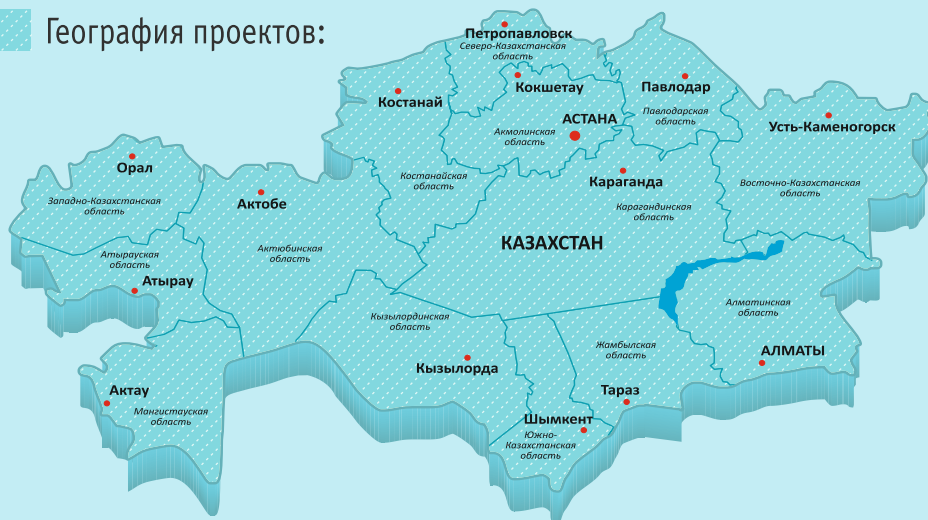 География проектов:
Петропавловск
Северо-Казахстанская
область
Кокшетау
Костанай
Павлодар
Павлодарская
область
АСТАНА
Акмолинская
область
Усть-Каменогорск
Орал
Караганда
Костанайская
область
Восточно-Казахстанская
область
Западно-Казахстанская
область
Актобе
Карагандинская
область
КАЗАХСТАН
Актюбинская
область
Атырауская
область
Атырау
Алматинская
область
Кызылординская
область
Жамбылская
область
АЛМАТЫ
Кызылорда
Актау
Тараз
Мангистауская
область
Шымкент
Южно-
Казахстанская
область